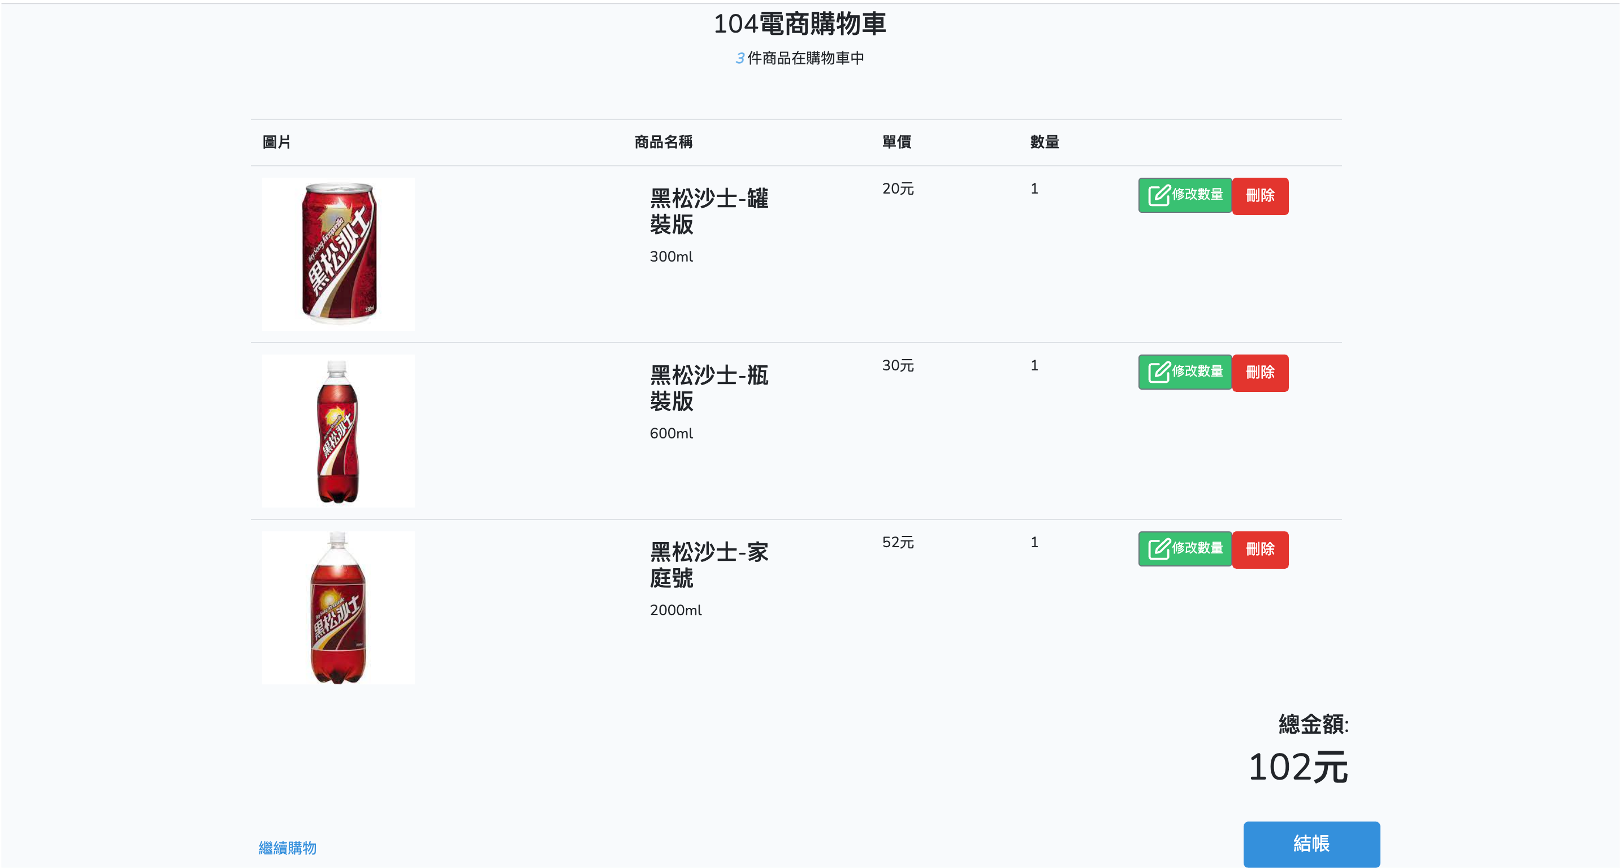 104電商購物車
3 件商品在購物車中
圖片 商品名稱 單價 數量
黑松沙士
黑松沙士-罐
裝版
300ml
20元 1 修改數量 刪除
黑松沙士
黑松沙士-瓶
裝版
600ml
30元 1 修改數量 刪除
黑松沙士
黑松沙士-家
庭號
2000ml
52元 1 修改數量 刪除
總金額:
102元
繼續購物
結帳